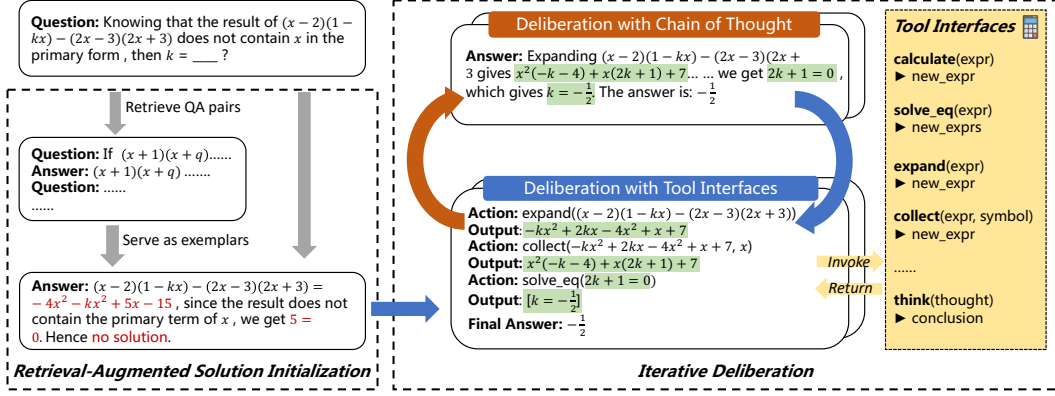 Question: Knowing that the result of (x − 2)(1 −
kx) − (2x − 3)(2x + 3) does not contain x in the
primary form , then k = ___ ?
Retrieve QA pairs
Question: If (x + 1)(x + q)......
Answer: (x + 1)(x + q) .......
Question: ......
......
Serve as exemplars
Answer: (x − 2)(1 − kx) − (2x − 3)(2x + 3) =
− 4x² − kx² + 5x − 15 , since the result does not
contain the primary term of x , we get 5 =
0. Hence no solution.
Retrieval-Augmented Solution Initialization
Deliberation with Chain of Thought
Answer: Expanding (x − 2)(1 − kx) − (2x − 3)(2x +
3 gives x²(−k − 4) + x(2k + 1) + 7... ... we get 2k + 1 = 0 ,
which gives k = −1/2. The answer is: −1/2
Deliberation with Tool Interfaces
Action: expand((x − 2)(1 − kx) − (2x − 3)(2x + 3))
Output: −kx² + 2kx − 4x² + x + 7
Action: collect(−kx² + 2kx − 4x² + x + 7, x)
Output: x²(−k − 4) + x(2k + 1) + 7
Action: solve_eq(2k + 1 = 0)
Output: [k = −1/2]
Final Answer: −1/2
Invoke
Return
Iterative Deliberation
Tool Interfaces
calculate(expr)
► new_expr
solve_eq(expr)
► new_exprs
expand(expr)
► new_expr
collect(expr, symbol)
► new_expr
......
think(thought)
► conclusion